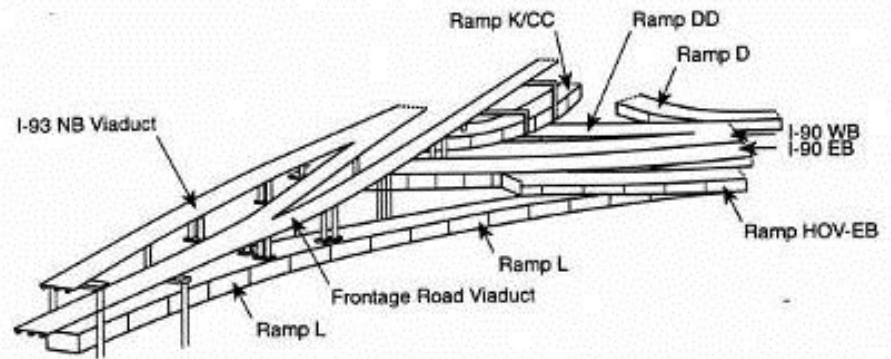 Ramp K/CC
Ramp DD
Ramp D
I-93 NB Viaduct
I-90 WB
I-90 EB
Ramp HOV-EB
Ramp L
Frontage Road Viaduct
Ramp L